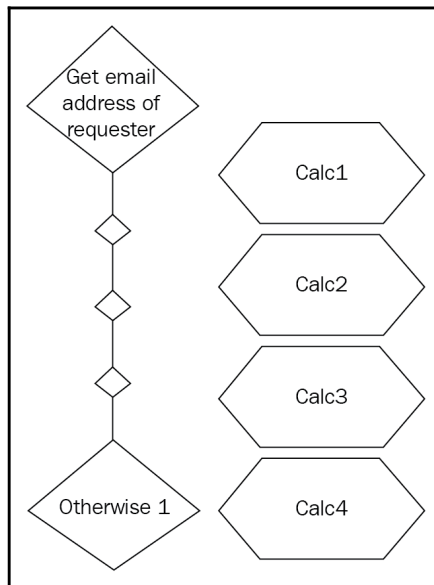 Get email
address of
requester
Calc1
Calc2
Calc3
Otherwise 1
Calc4